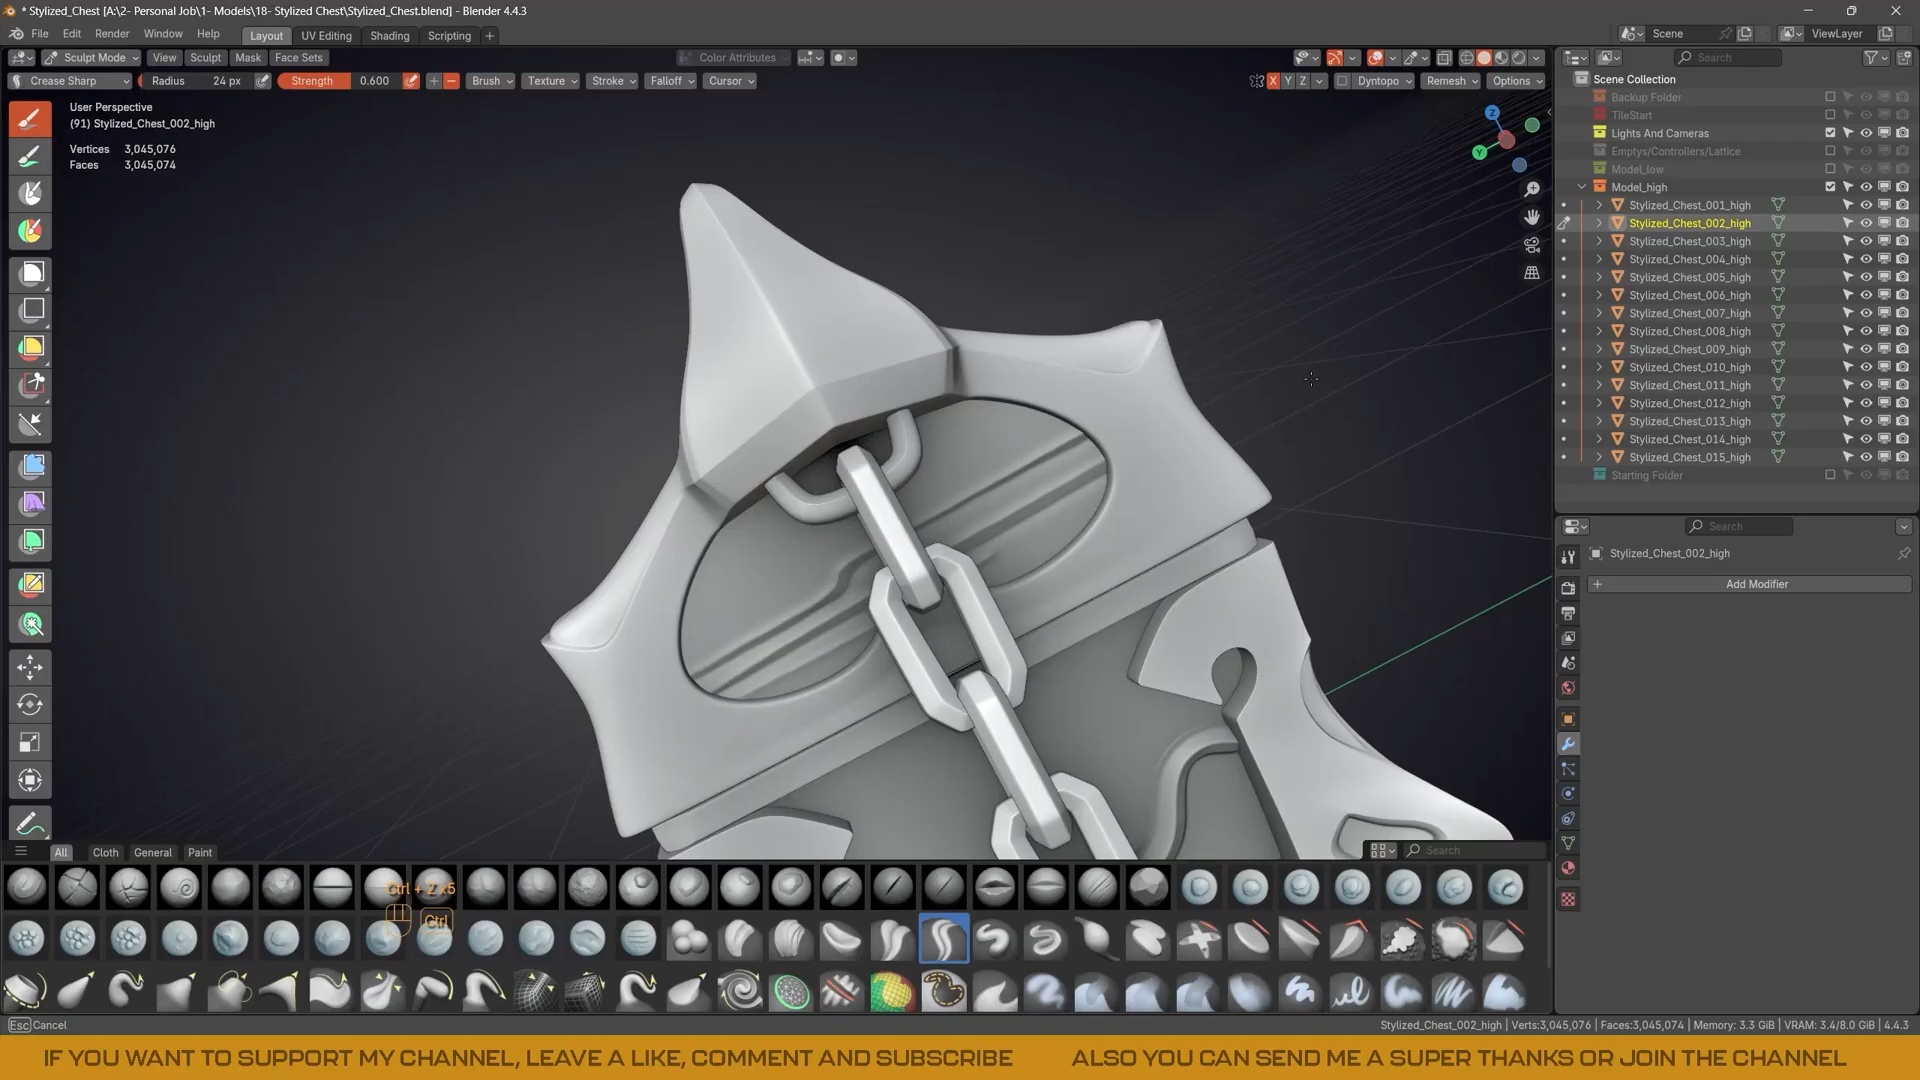 * Stylized_Chest [A:\2- Personal Job\1- Models\18- Stylized Chest\Stylized_Chest.blend] - Blender 4.4.3
File Edit Render Window Help Layout UV Editing Shading Scripting + Scene ViewLayer
Sculpt Mode View Sculpt Mask Face Sets Color Attributes Search
Crease Sharp Radius 24 px Strength 0.600 Brush Texture Stroke Falloff Cursor X Y Z Dyntopo Remesh Options
User Perspective
(91) Stylized_Chest_002_high
Vertices 3,045,076
Faces 3,045,074
Z
Y
Scene Collection
Backup Folder
TileStart
Lights And Cameras
Emptys/Controllers/Lattice
Model_low
Model_high
Stylized_Chest_001_high
Stylized_Chest_002_high
Stylized_Chest_003_high
Stylized_Chest_004_high
Stylized_Chest_005_high
Stylized_Chest_006_high
Stylized_Chest_007_high
Stylized_Chest_008_high
Stylized_Chest_009_high
Stylized_Chest_010_high
Stylized_Chest_011_high
Stylized_Chest_012_high
Stylized_Chest_013_high
Stylized_Chest_014_high
Stylized_Chest_015_high
Starting Folder
Search
Stylized_Chest_002_high
+ Add Modifier
All Cloth General Paint Search
Ctrl + Z x5
Ctrl
Esc Cancel
Stylized_Chest_002_high | Verts:3,045,076 | Faces:3,045,074 | Memory: 3.3 GiB | VRAM: 3.4/8.0 GiB | 4.4.3
IF YOU WANT TO SUPPORT MY CHANNEL, LEAVE A LIKE, COMMENT AND SUBSCRIBE ALSO YOU CAN SEND ME A SUPER THANKS OR JOIN THE CHANNEL